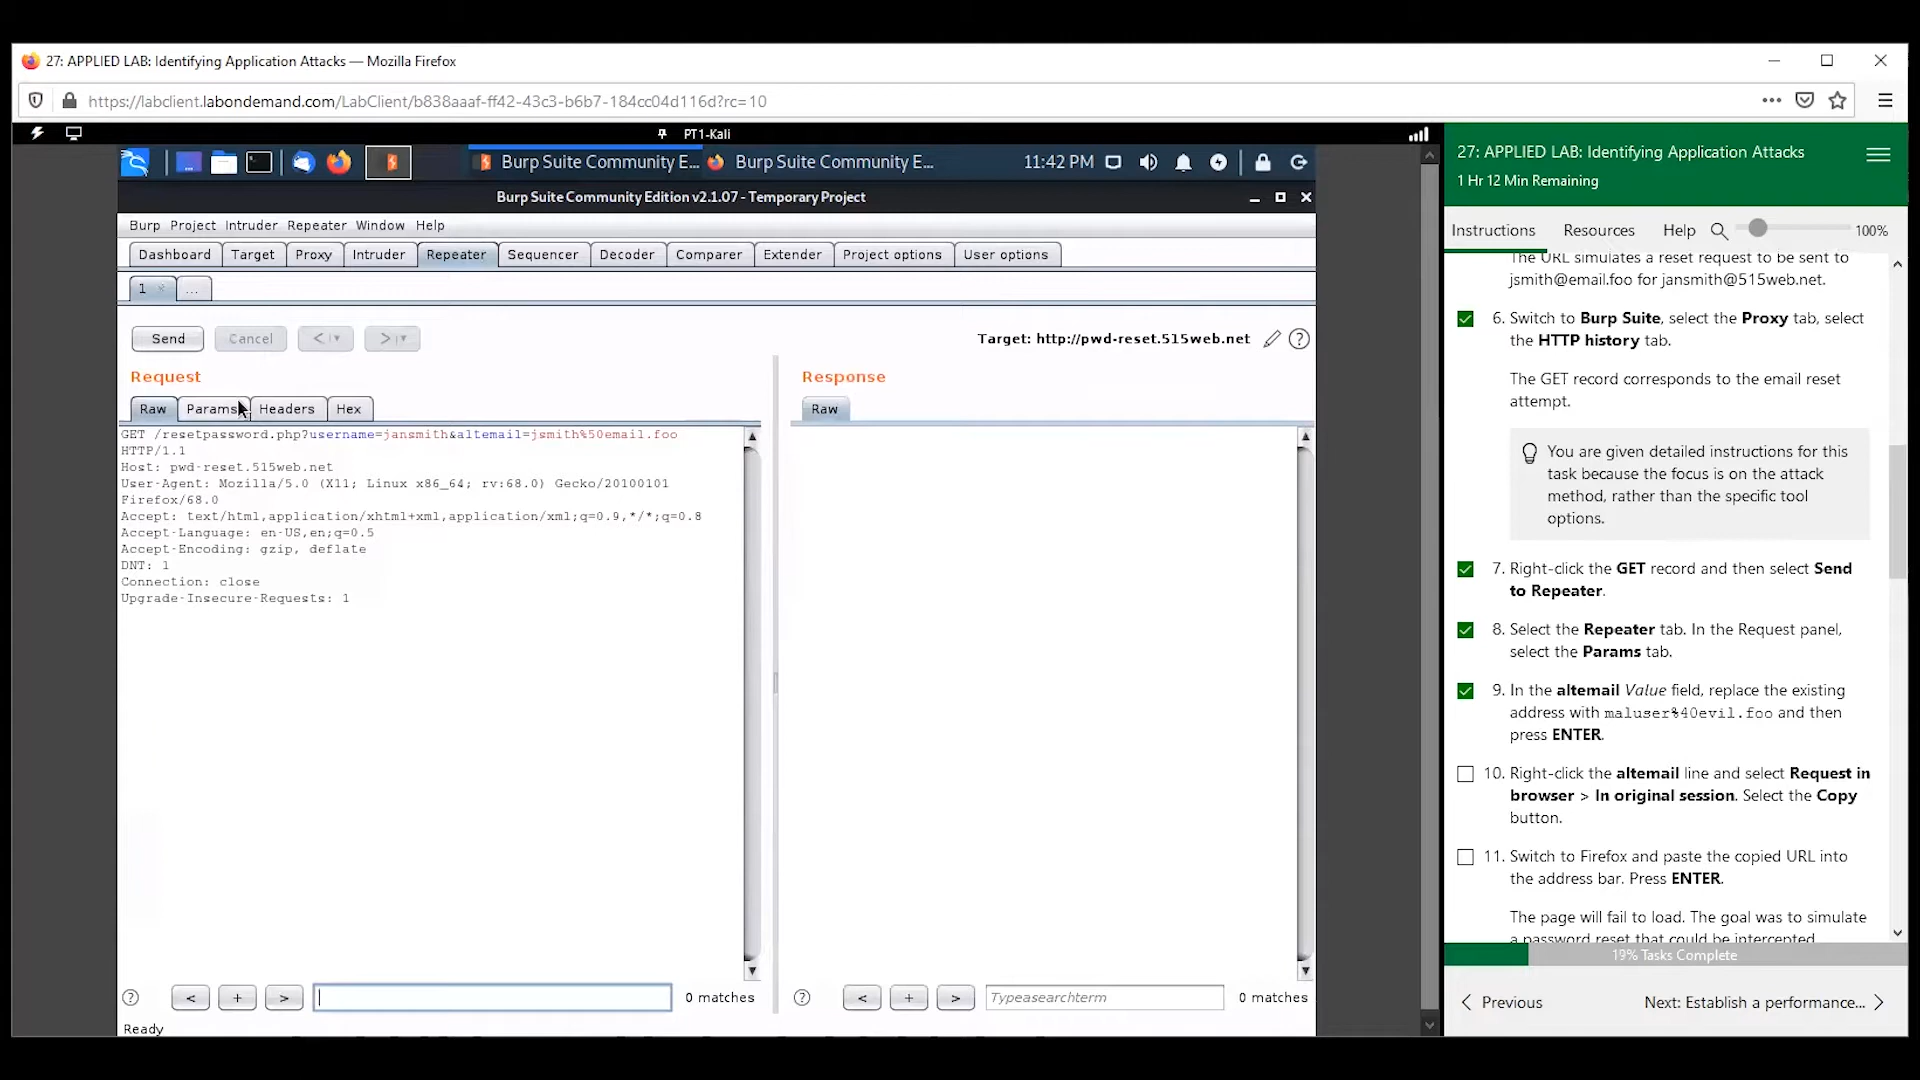 27: APPLIED LAB: Identifying Application Attacks — Mozilla Firefox
https://labclient.labondemand.com/LabClient/b838aaaf-ff42-43c3-b6b7-184cc04d116d?rc=10
PT1-Kali
Burp Suite Community E...
Burp Suite Community E...
11:42 PM
Burp Suite Community Edition v2.1.07 - Temporary Project
Burp Project Intruder Repeater Window Help
Dashboard Target Proxy Intruder Repeater Sequencer Decoder Comparer Extender Project options User options
1 × ...
Send Cancel < > Target: http://pwd-reset.515web.net ?
Request
Raw Params Headers Hex
GET /resetpassword.php?username=jansmith&altemail=jsmith%50email.foo
HTTP/1.1
Host: pwd-reset.515web.net
User-Agent: Mozilla/5.0 (X11; Linux x86_64; rv:68.0) Gecko/20100101
Firefox/68.0
Accept: text/html,application/xhtml+xml,application/xml;q=0.9,*/*;q=0.8
Accept-Language: en-US,en;q=0.5
Accept-Encoding: gzip, deflate
DNT: 1
Connection: close
Upgrade-Insecure-Requests: 1
? < + > 0 matches
Ready
Response
Raw
? < + > Typeasearchterm 0 matches
27: APPLIED LAB: Identifying Application Attacks
1 Hr 12 Min Remaining
Instructions Resources Help 100%
The URL simulates a reset request to be sent to
jsmith@email.foo for jansmith@515web.net.
6. Switch to Burp Suite, select the Proxy tab, select
the HTTP history tab.
The GET record corresponds to the email reset
attempt.
You are given detailed instructions for this
task because the focus is on the attack
method, rather than the specific tool
options.
7. Right-click the GET record and then select Send
to Repeater.
8. Select the Repeater tab. In the Request panel,
select the Params tab.
9. In the altemail Value field, replace the existing
address with maluser%40evil.foo and then
press ENTER.
10. Right-click the altemail line and select Request in
browser > In original session. Select the Copy
button.
11. Switch to Firefox and paste the copied URL into
the address bar. Press ENTER.
The page will fail to load. The goal was to simulate
a password reset that could be intercepted
19% Tasks Complete
Previous Next: Establish a performance...